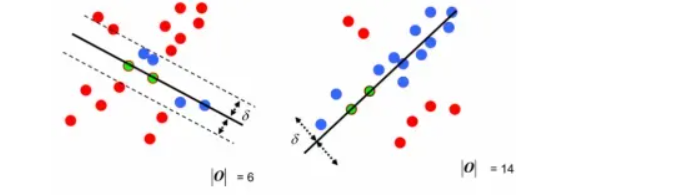 δ
δ
|O| = 6
|O| = 14